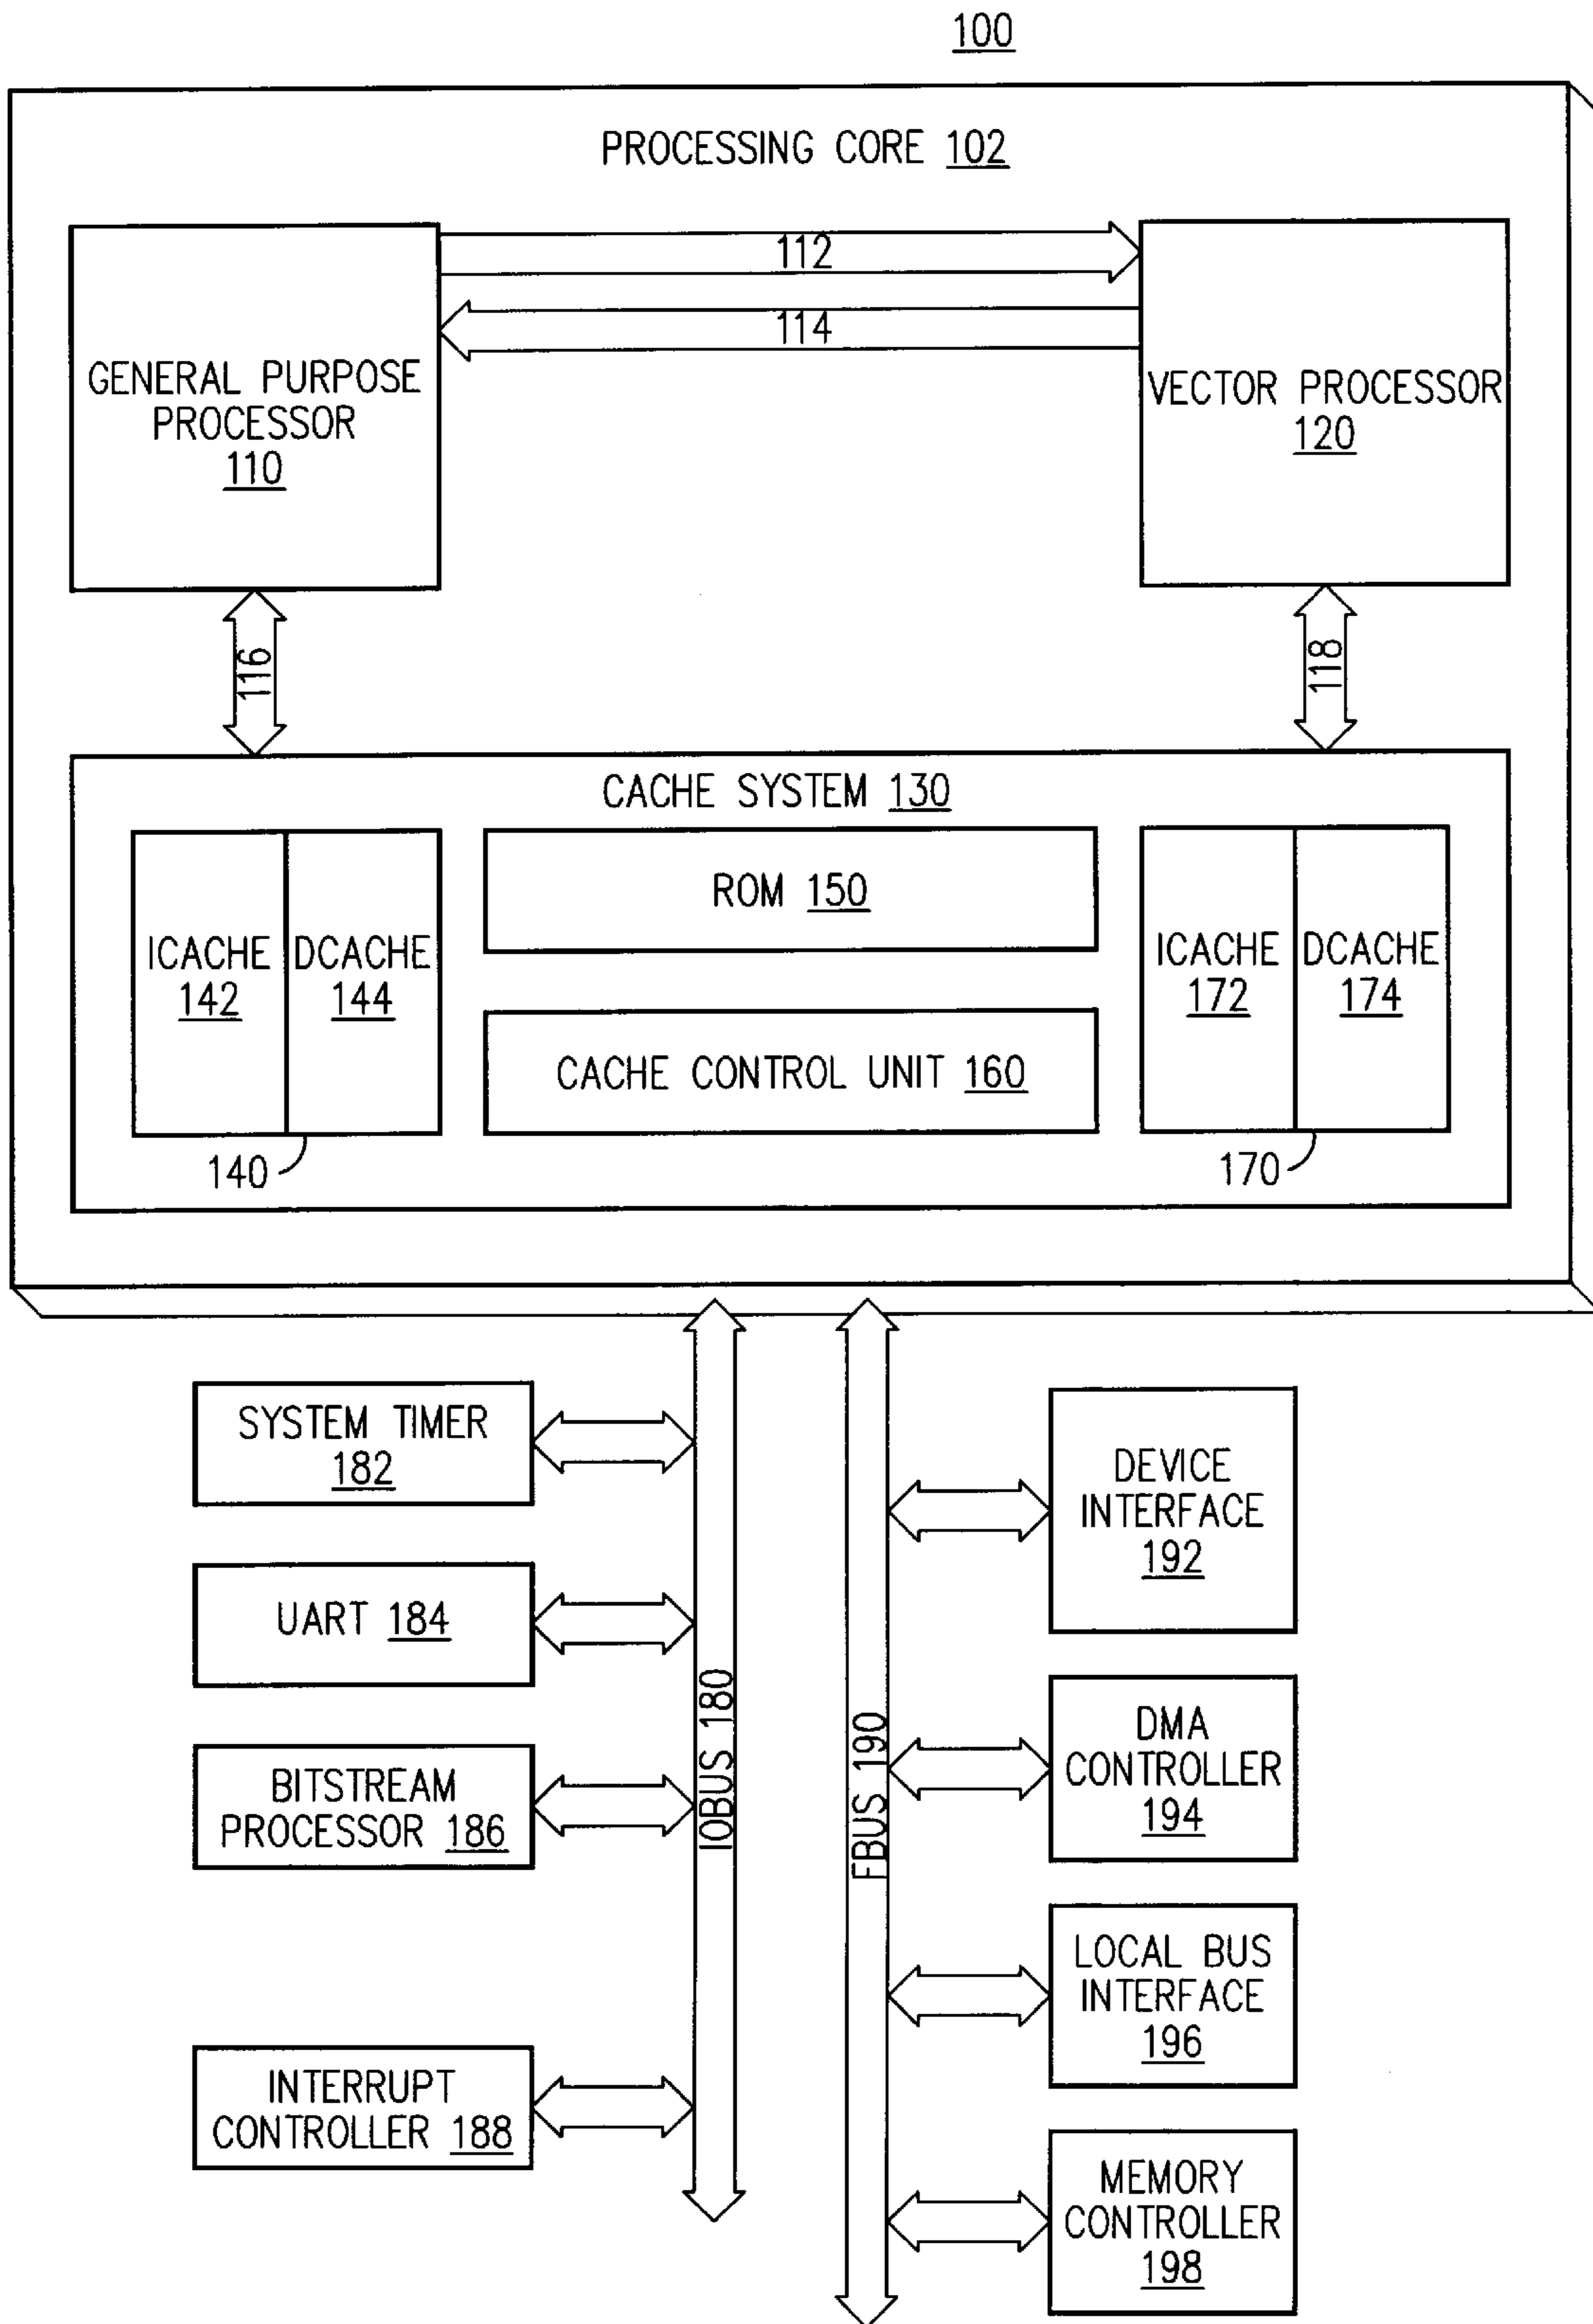 100
PROCESSING CORE 102
112
114
GENERAL PURPOSE
PROCESSOR
110
VECTOR PROCESSOR
120
116
118
CACHE SYSTEM 130
ICACHE
142
DCACHE
144
ROM 150
CACHE CONTROL UNIT 160
ICACHE
172
DCACHE
174
140
170
SYSTEM TIMER
182
UART 184
BITSTREAM
PROCESSOR 186
INTERRUPT
CONTROLLER 188
IOBUS 180
FBUS 190
DEVICE
INTERFACE
192
DMA
CONTROLLER
194
LOCAL BUS
INTERFACE
196
MEMORY
CONTROLLER
198